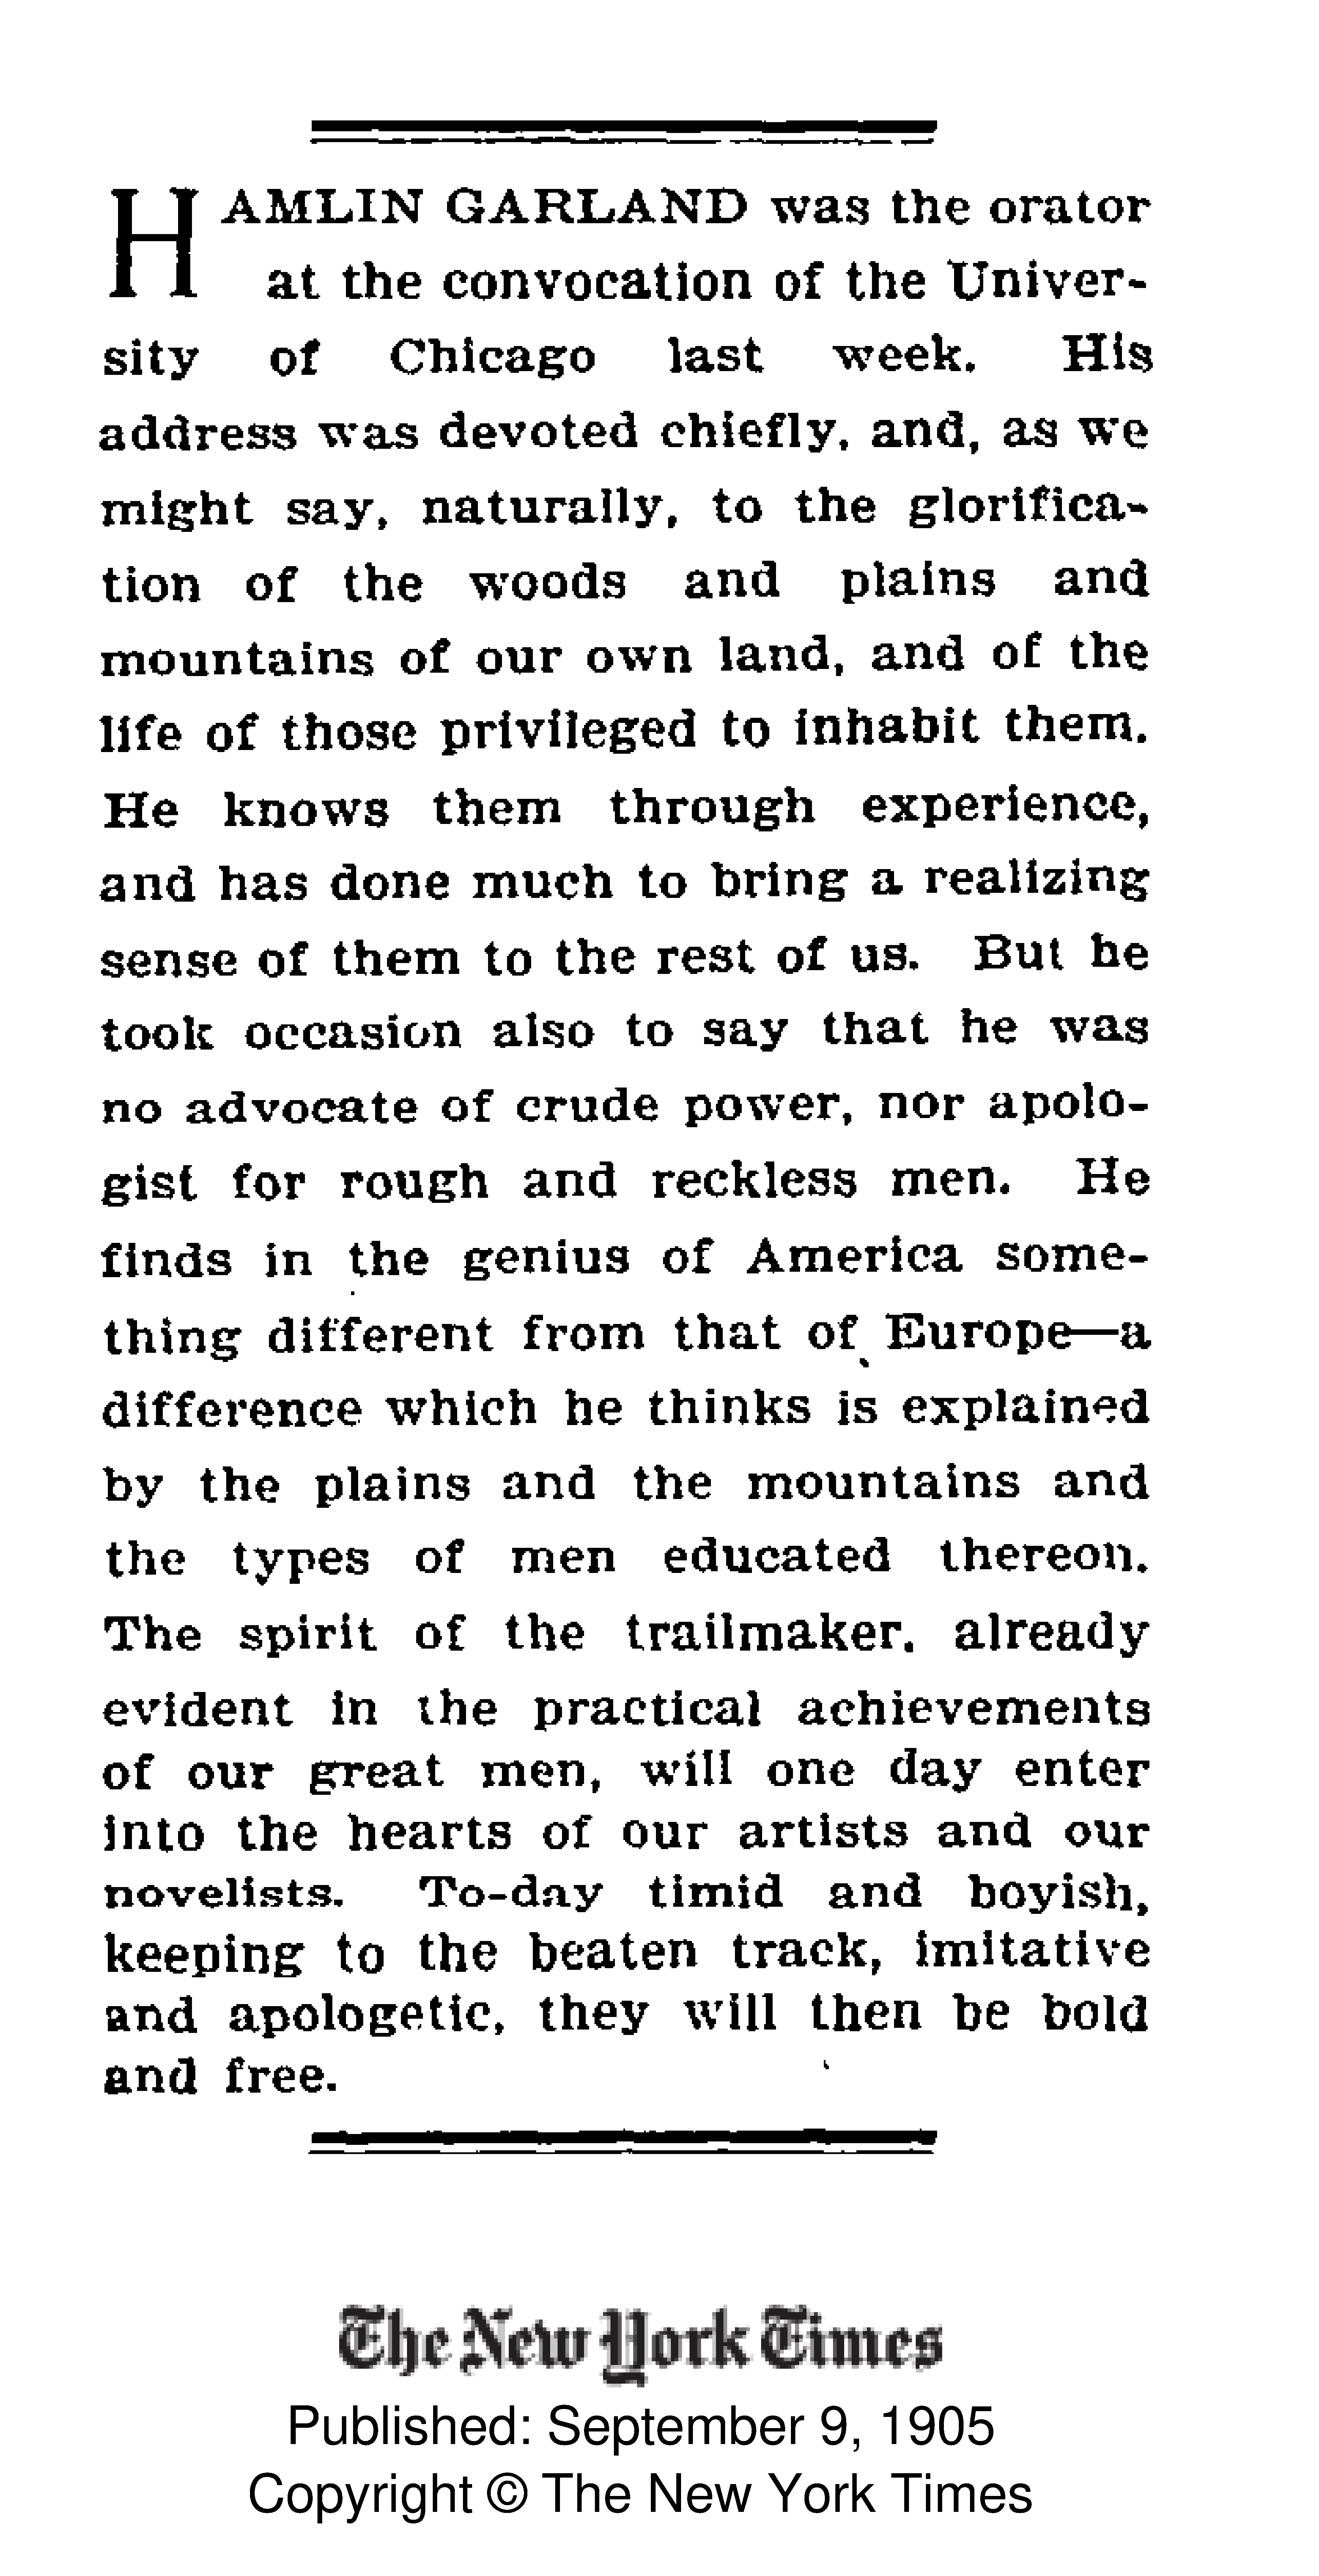 HAMLIN GARLAND was the orator
at the convocation of the Univer-
sity of Chicago last week. His
address was devoted chiefly, and, as we
might say, naturally, to the glorifica-
tion of the woods and plains and
mountains of our own land, and of the
life of those privileged to inhabit them.
He knows them through experience,
and has done much to bring a realizing
sense of them to the rest of us. But he
took occasion also to say that he was
no advocate of crude power, nor apolo-
gist for rough and reckless men. He
finds in the genius of America some-
thing different from that of Europe—a
difference which he thinks is explained
by the plains and the mountains and
the types of men educated thereon.
The spirit of the trailmaker, already
evident in the practical achievements
of our great men, will one day enter
into the hearts of our artists and our
novelists. To-day timid and boyish,
keeping to the beaten track, imitative
and apologetic, they will then be bold
and free.
The New York Times
Published: September 9, 1905
Copyright © The New York Times